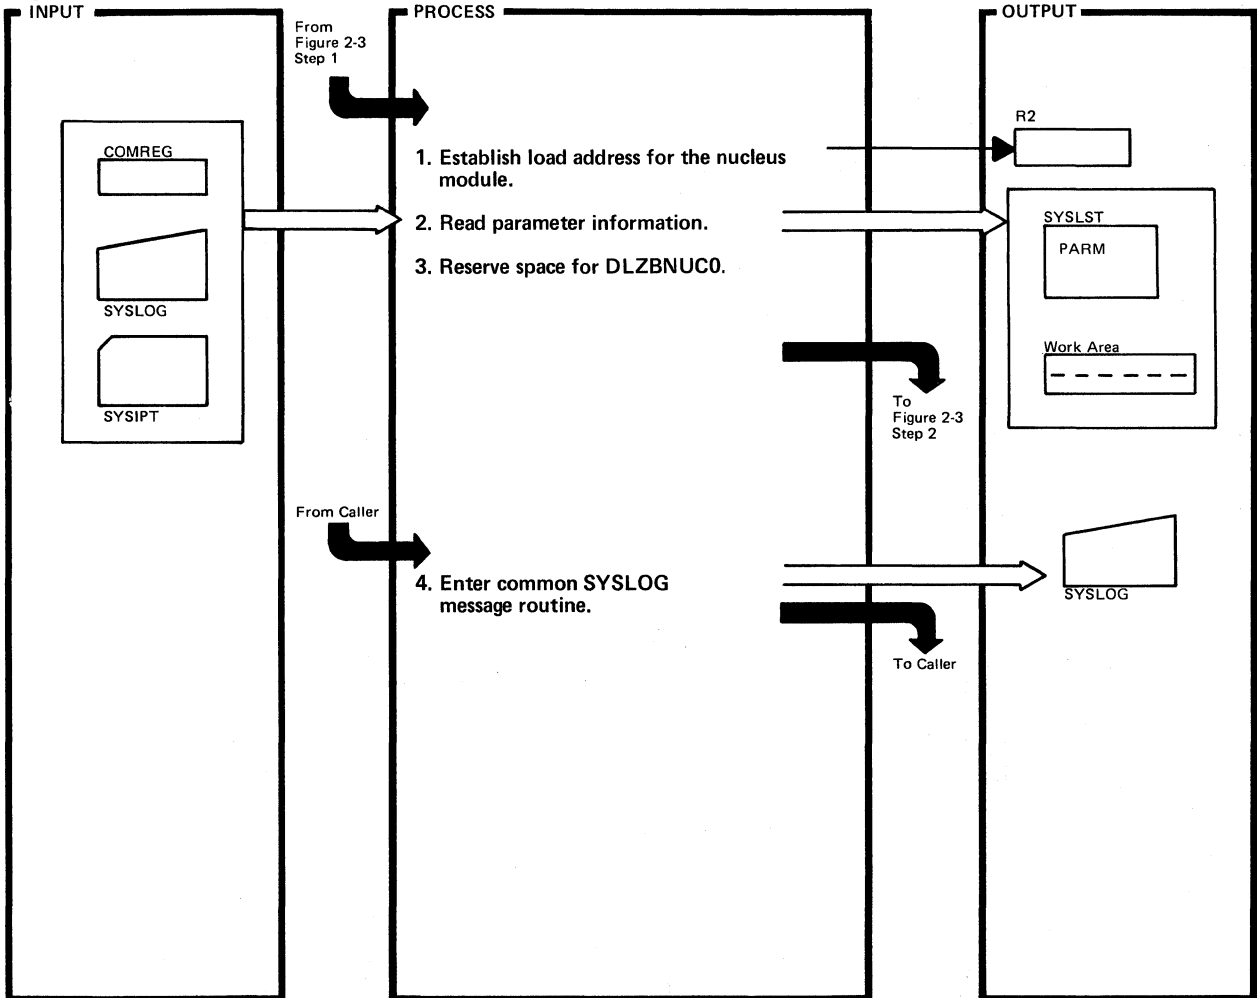 INPUT
PROCESS
OUTPUT
From
Figure 2-3
Step 1
COMREG
SYSLOG
SYSIPT
1. Establish load address for the nucleus
module.
2. Read parameter information.
3. Reserve space for DLZBNUC0.
R2
SYSLST
PARM
Work Area
To
Figure 2-3
Step 2
From Caller
4. Enter common SYSLOG
message routine.
SYSLOG
To Caller